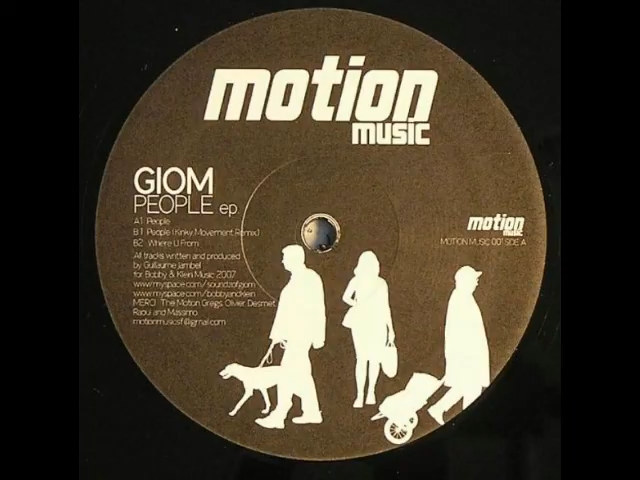 motion
music
GIOM
PEOPLE ep.
A1 People
B1 People (Kinky Movement Remix)
B2 Where U From
All tracks written and produced
by Guillaume Jambel
for Bobby & Klein Music 2007
www.myspace.com/soundzofgiom
www.myspace.com/bobbyandklein
MERCI : The Motion Gregs, Olivier Desmet,
Raoul and Massimo
motionmusicsf@gmail.com
motion
music
MOTION MUSIC 001 SIDE A